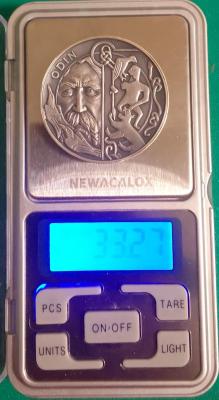 ODIN
NEWACALOX
33.27
PCS
TARE
ON•OFF
UNITS
LIGHT